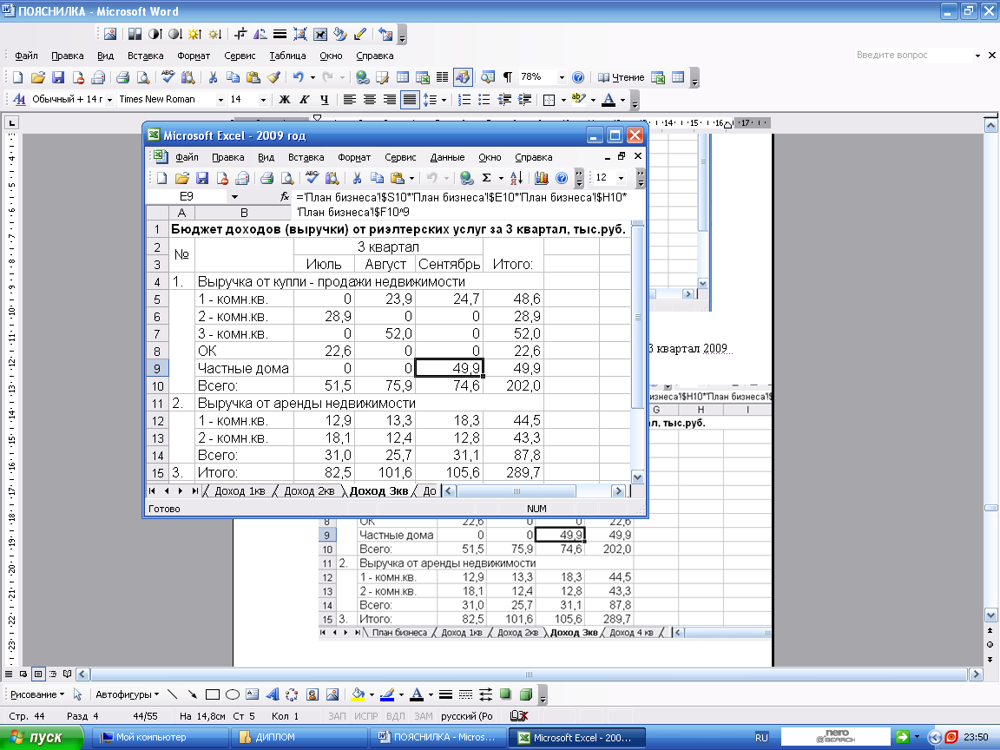 ПОЯСНИЛКА - Microsoft Word
Файл Правка Вид Вставка Формат Сервис Таблица Окно Справка Введите вопрос
78% Чтение
Обычный + 14 г Times New Roman 14 Ж К Ч
Microsoft Excel - 2009 год
Файл Правка Вид Вставка Формат Сервис Данные Окно Справка
12
E9 fx ='План бизнеса'!$S10*'План бизнеса'!$E10*'План бизнеса'!$H10*
'План бизнеса'!$F10^9
A B
1 Бюджет доходов (выручки) от риэлтерских услуг за 3 квартал, тыс.руб.
2 № 3 квартал
3 Июль Август Сентябрь Итого:
4 1. Выручка от купли - продажи недвижимости
5 1 - комн.кв. 0 23,9 24,7 48,6
6 2 - комн.кв. 28,9 0 0 28,9
7 3 - комн.кв. 0 52,0 0 52,0
8 ОК 22,6 0 0 22,6
9 Частные дома 0 0 49,9 49,9
10 Всего: 51,5 75,9 74,6 202,0
11 2. Выручка от аренды недвижимости
12 1 - комн.кв. 12,9 13,3 18,3 44,5
13 2 - комн.кв. 18,1 12,4 12,8 43,3
14 Всего: 31,0 25,7 31,1 87,8
15 3. Итого: 82,5 101,6 105,6 289,7
Доход 1кв Доход 2кв Доход 3кв До
Готово NUM
3 квартал 2009
бизнеса'!$H10*'План бизнеса'!$
G H I
ал, тыс.руб.
8 ОК 22,6 0 0 22,6
9 Частные дома 0 0 49,9 49,9
10 Всего: 51,5 75,9 74,6 202,0
11 2. Выручка от аренды недвижимости
12 1 - комн.кв. 12,9 13,3 18,3 44,5
13 2 - комн.кв. 18,1 12,4 12,8 43,3
14 Всего: 31,0 25,7 31,1 87,8
15 3. Итого: 82,5 101,6 105,6 289,7
План бизнеса Доход 1кв Доход 2кв Доход 3кв Доход 4 кв
Рисование Автофигуры
Стр. 44 Разд 4 44/55 На 14,8см Ст 5 Кол 1 ЗАП ИСПР ВДЛ ЗАМ русский (Ро
пуск Мой компьютер ДИПЛОМ ПОЯСНИЛКА - Micros... Microsoft Excel - 200... RU nero SEARCH 23:50